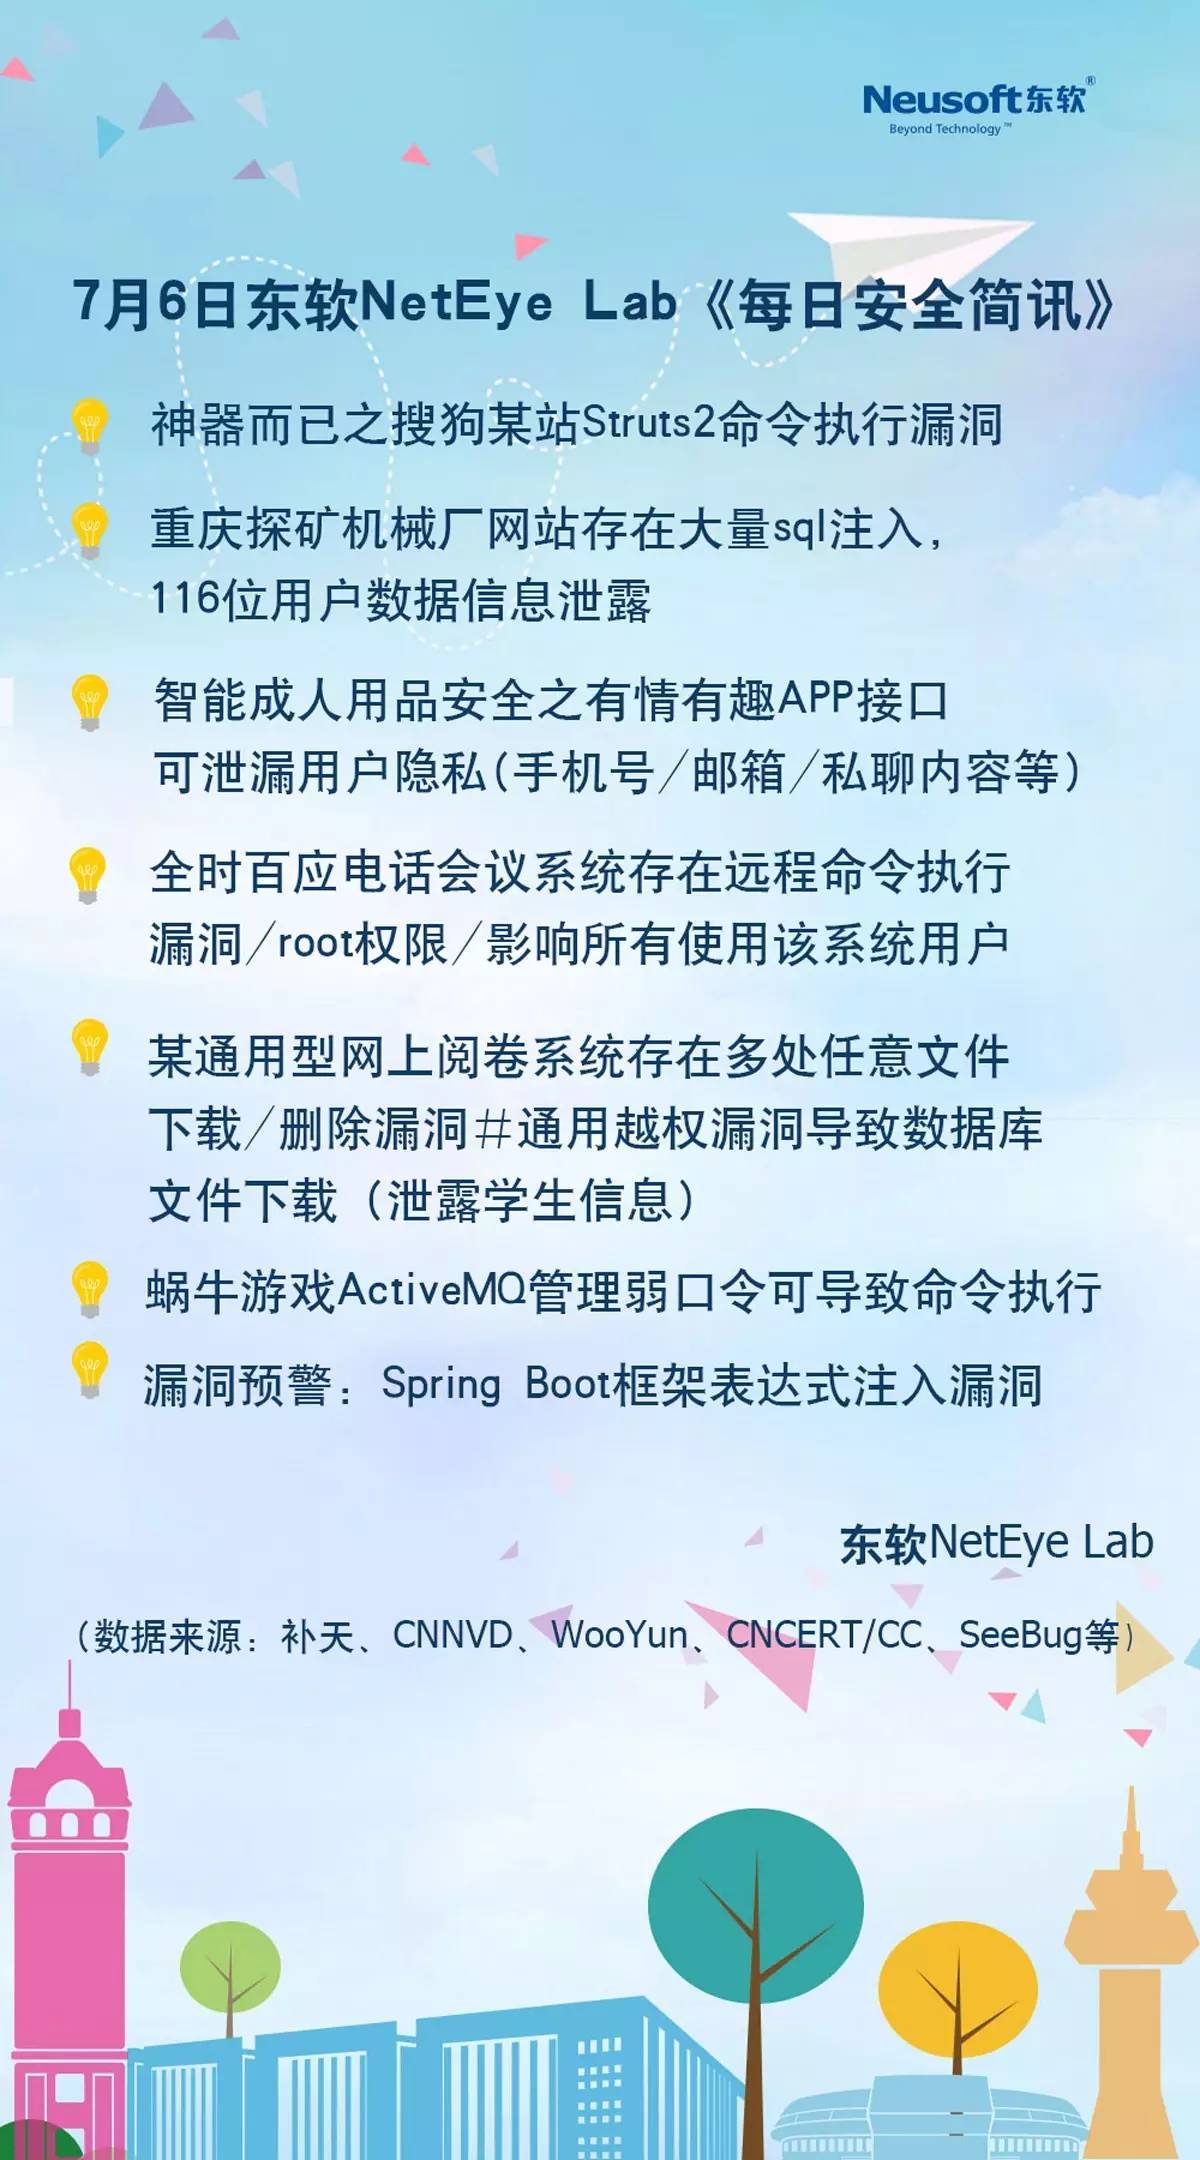 Neusoft东软®
Beyond Technology™
7月6日东软NetEye Lab《每日安全简讯》
神器而已之搜狗某站Struts2命令执行漏洞
重庆探矿机械厂网站存在大量sql注入，
116位用户数据信息泄露
智能成人用品安全之有情有趣APP接口
可泄漏用户隐私(手机号/邮箱/私聊内容等)
全时百应电话会议系统存在远程命令执行
漏洞/root权限/影响所有使用该系统用户
某通用型网上阅卷系统存在多处任意文件
下载/删除漏洞#通用越权漏洞导致数据库
文件下载（泄露学生信息）
蜗牛游戏ActiveMQ管理弱口令可导致命令执行
漏洞预警：Spring Boot框架表达式注入漏洞
东软NetEye Lab
（数据来源：补天、CNNVD、WooYun、CNCERT/CC、SeeBug等）